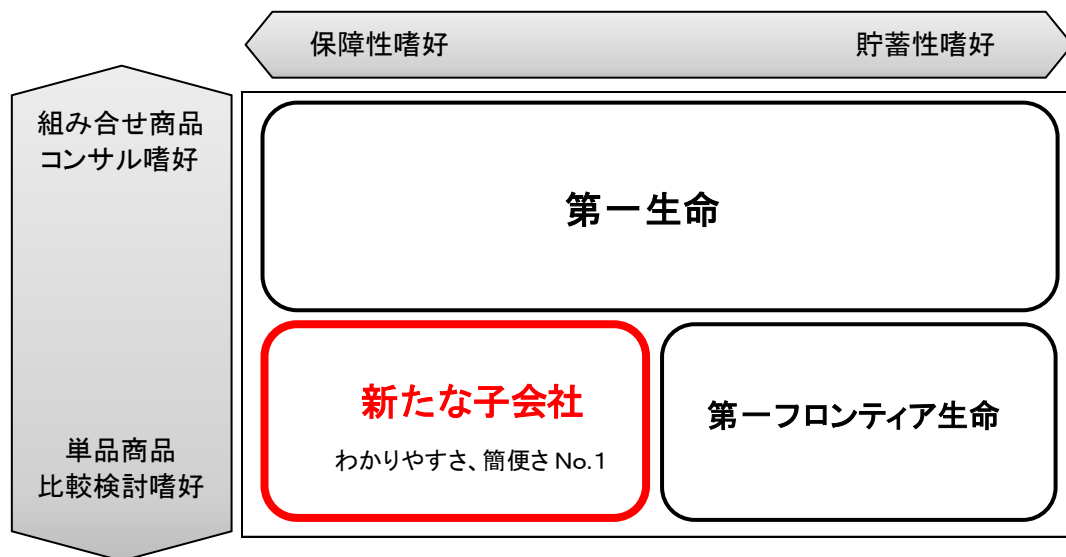 保障性嗜好
貯蓄性嗜好
組み合せ商品
コンサル嗜好
第一生命
新たな子会社
わかりやすさ、簡便さ No.1
第一フロンティア生命
単品商品
比較検討嗜好